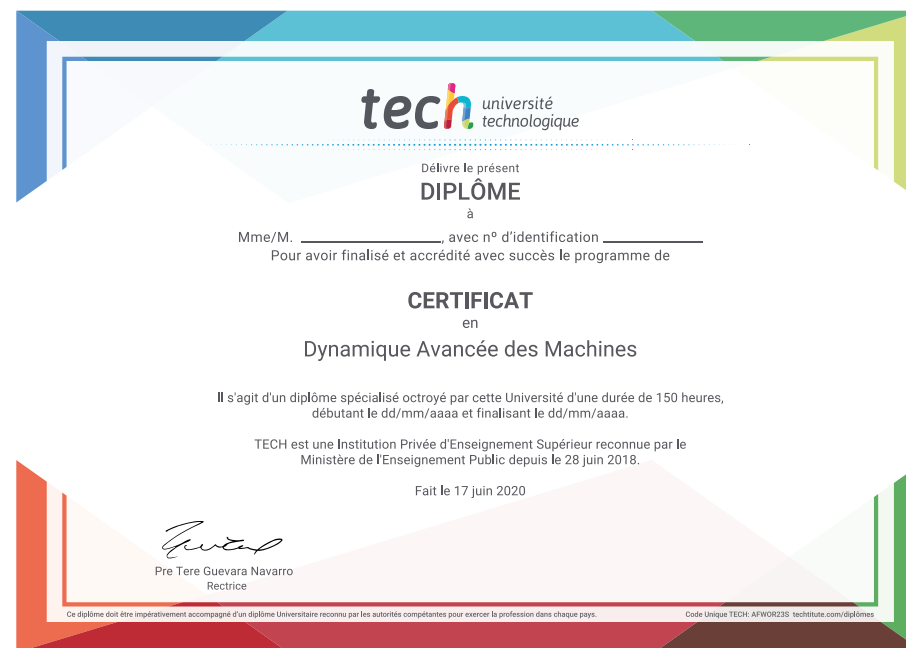 tech université
technologique
Délivre le présent
DIPLÔME
à
Mme/M. ____________________, avec nº d'identification ______________
Pour avoir finalisé et accrédité avec succès le programme de
CERTIFICAT
en
Dynamique Avancée des Machines
Il s'agit d'un diplôme spécialisé octroyé par cette Université d'une durée de 150 heures,
débutant le dd/mm/aaaa et finalisant le dd/mm/aaaa.
TECH est une Institution Privée d'Enseignement Supérieur reconnue par le
Ministère de l'Enseignement Public depuis le 28 juin 2018.
Fait le 17 juin 2020
Pre Tere Guevara Navarro
Rectrice
Ce diplôme doit être impérativement accompagné d'un diplôme Universitaire reconnu par les autorités compétentes pour exercer la profession dans chaque pays.
Code Unique TECH: AFWOR23S techtitute.com/diplômes